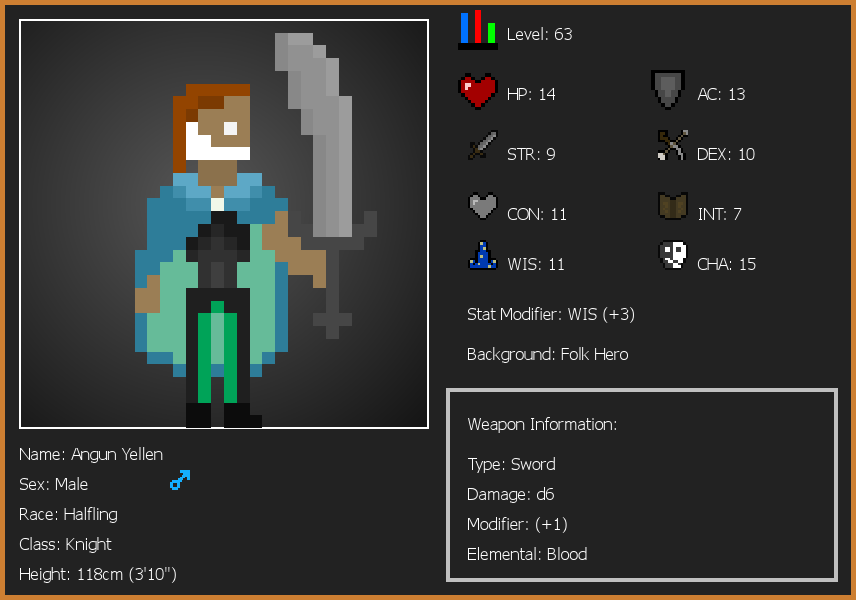 Level: 63
HP: 14
AC: 13
STR: 9
DEX: 10
CON: 11
INT: 7
WIS: 11
CHA: 15
Stat Modifier: WIS (+3)
Background: Folk Hero
Weapon Information:
Type: Sword
Damage: d6
Modifier: (+1)
Elemental: Blood
Name: Angun Yellen
Sex: Male
Race: Halfling
Class: Knight
Height: 118cm (3'10")